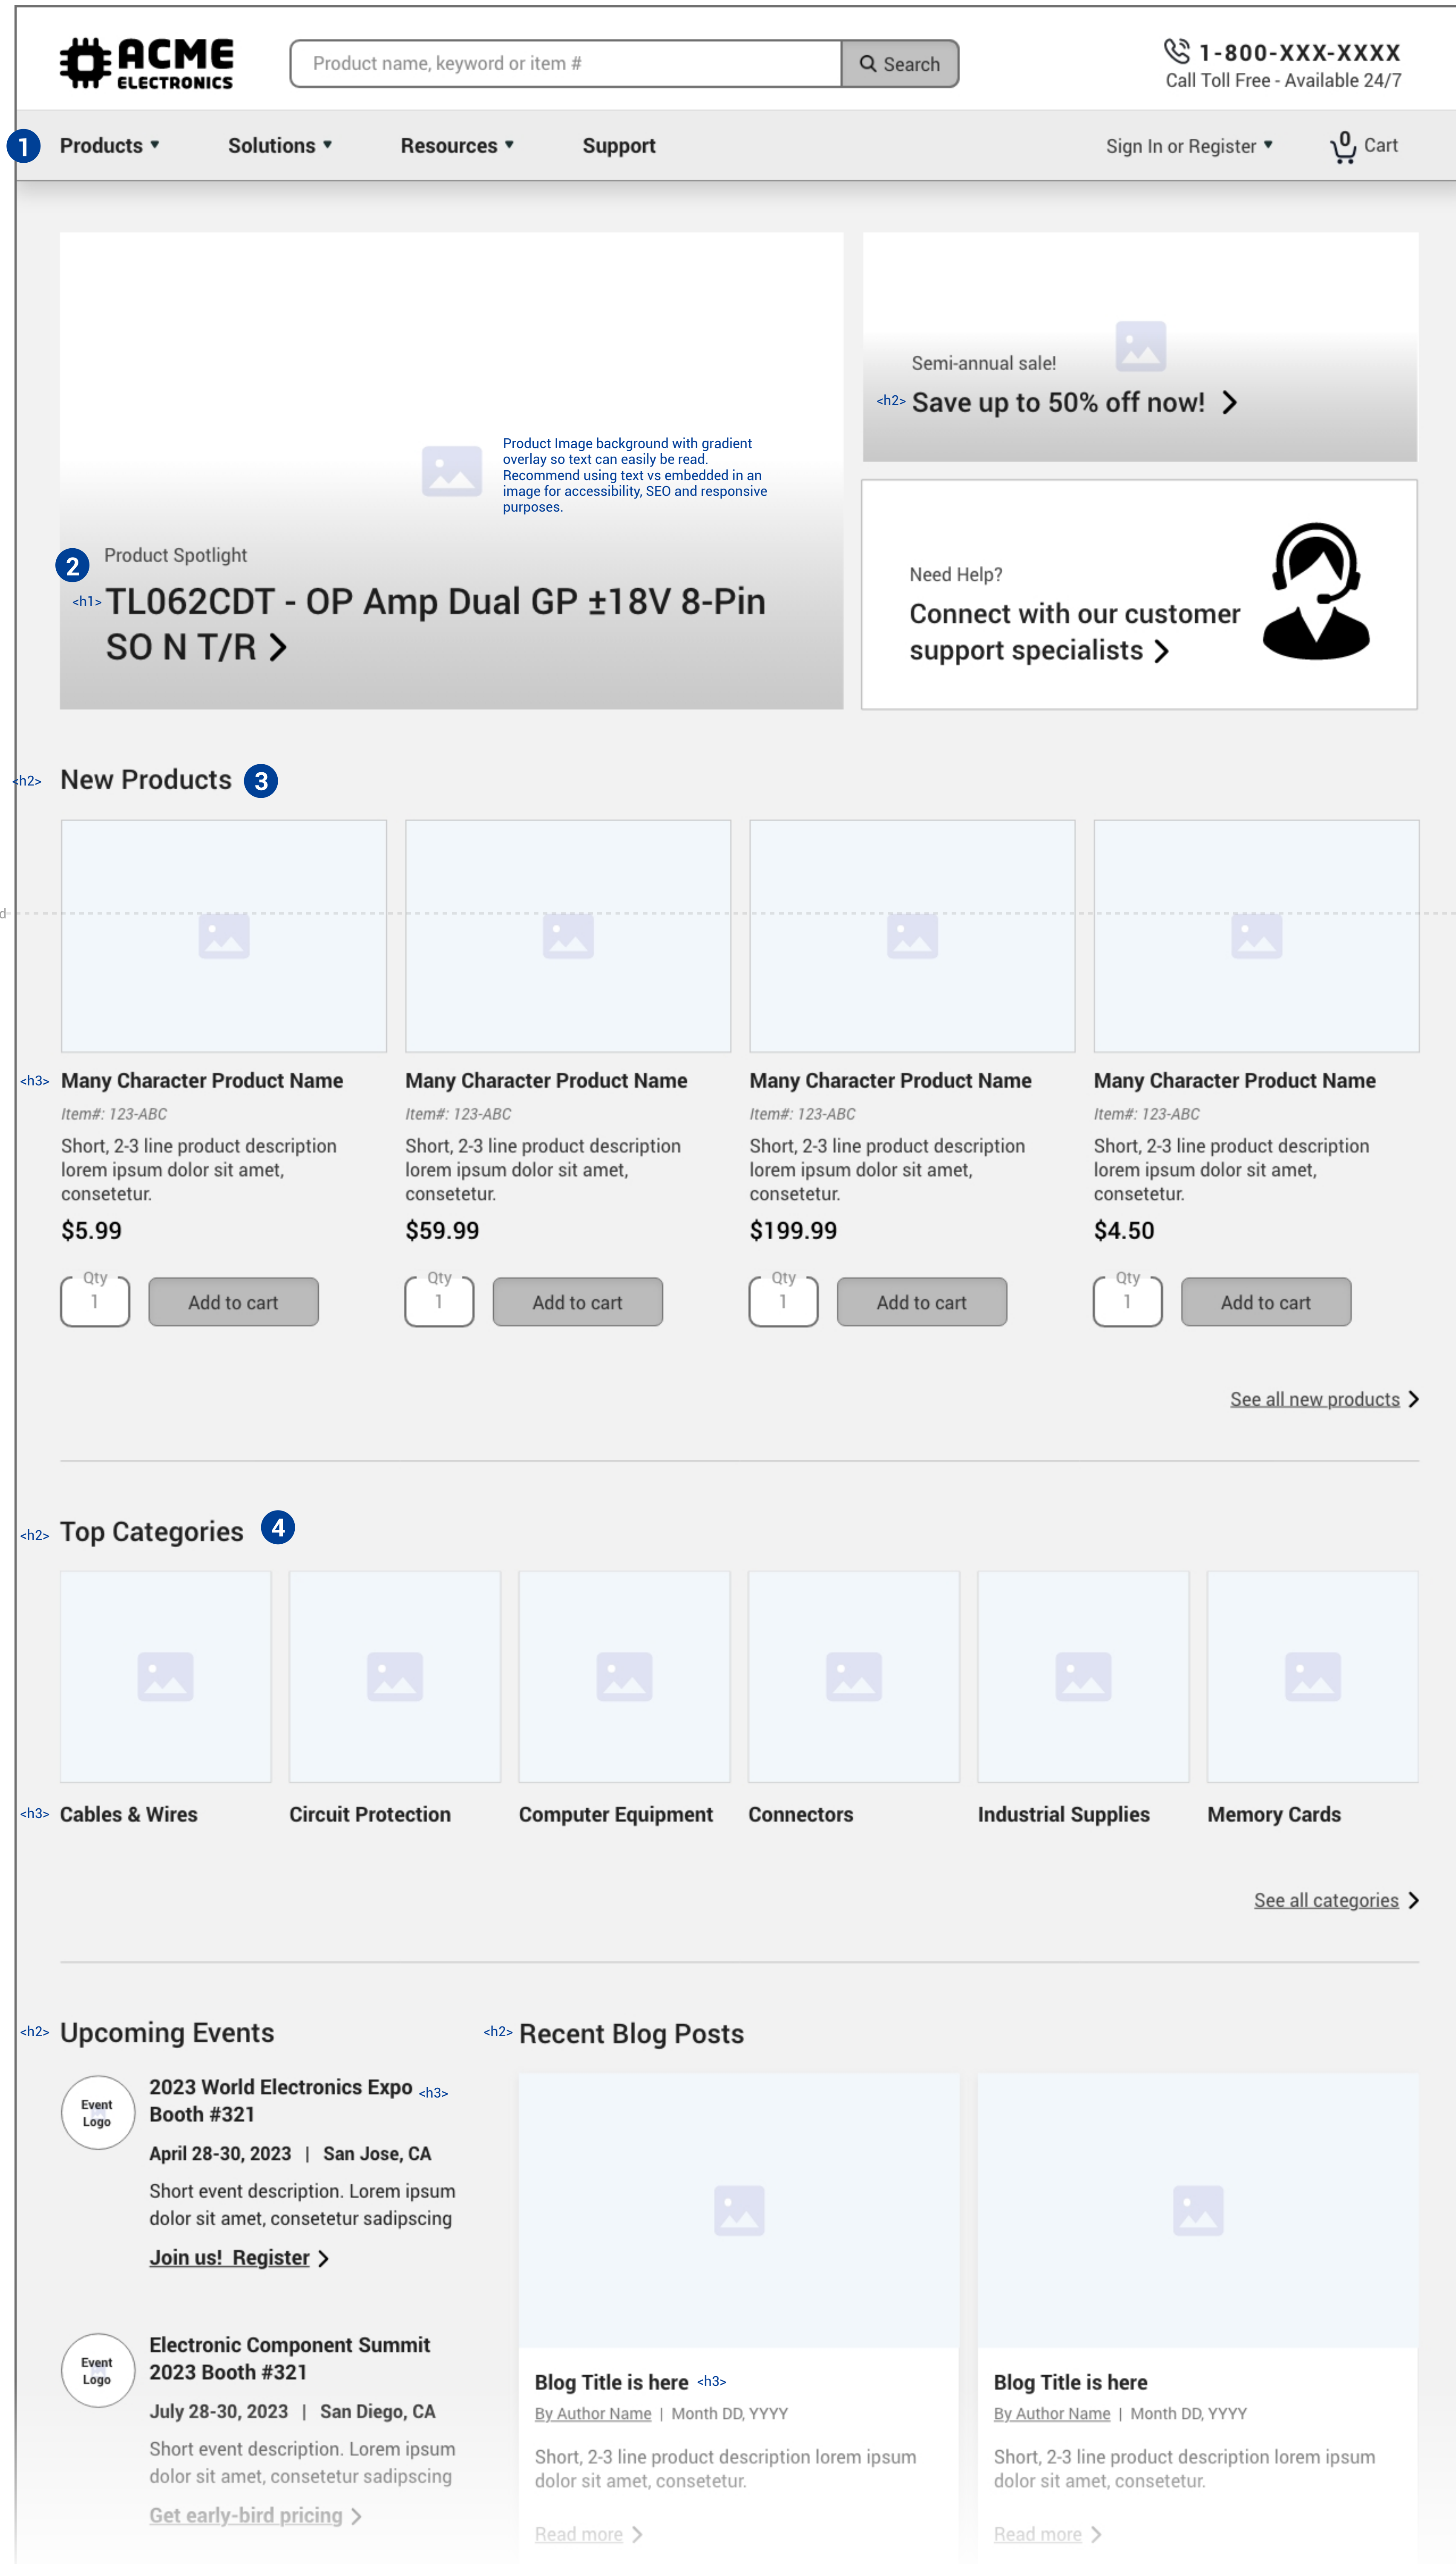 ACME
ELECTRONICS
Product name, keyword or item #
Search
1-800-XXX-XXXX
Call Toll Free - Available 24/7
1
Products
Solutions
Resources
Support
Sign In or Register
0
Cart
Product Image background with gradient
overlay so text can easily be read.
Recommend using text vs embedded in an
image for accessibility, SEO and responsive
purposes.
2
Product Spotlight
<h1>
TL062CDT - OP Amp Dual GP ±18V 8-Pin
SO N T/R
Semi-annual sale!
<h2>
Save up to 50% off now!
Need Help?
Connect with our customer
support specialists
<h2>
New Products
3
d
<h3>
Many Character Product Name
Item#: 123-ABC
Short, 2-3 line product description
lorem ipsum dolor sit amet,
consetetur.
$5.99
Qty
1
Add to cart
Many Character Product Name
Item#: 123-ABC
Short, 2-3 line product description
lorem ipsum dolor sit amet,
consetetur.
$59.99
Qty
1
Add to cart
Many Character Product Name
Item#: 123-ABC
Short, 2-3 line product description
lorem ipsum dolor sit amet,
consetetur.
$199.99
Qty
1
Add to cart
Many Character Product Name
Item#: 123-ABC
Short, 2-3 line product description
lorem ipsum dolor sit amet,
consetetur.
$4.50
Qty
1
Add to cart
See all new products
<h2>
Top Categories
4
<h3>
Cables & Wires
Circuit Protection
Computer Equipment
Connectors
Industrial Supplies
Memory Cards
See all categories
<h2>
Upcoming Events
Event
Logo
2023 World Electronics Expo
Booth #321
<h3>
April 28-30, 2023 | San Jose, CA
Short event description. Lorem ipsum
dolor sit amet, consetetur sadipscing
Join us! Register
Event
Logo
Electronic Component Summit
2023 Booth #321
July 28-30, 2023 | San Diego, CA
Short event description. Lorem ipsum
dolor sit amet, consetetur sadipscing
Get early-bird pricing
<h2>
Recent Blog Posts
Blog Title is here
<h3>
By Author Name | Month DD, YYYY
Short, 2-3 line product description lorem ipsum
dolor sit amet, consetetur.
Read more
Blog Title is here
By Author Name | Month DD, YYYY
Short, 2-3 line product description lorem ipsum
dolor sit amet, consetetur.
Read more